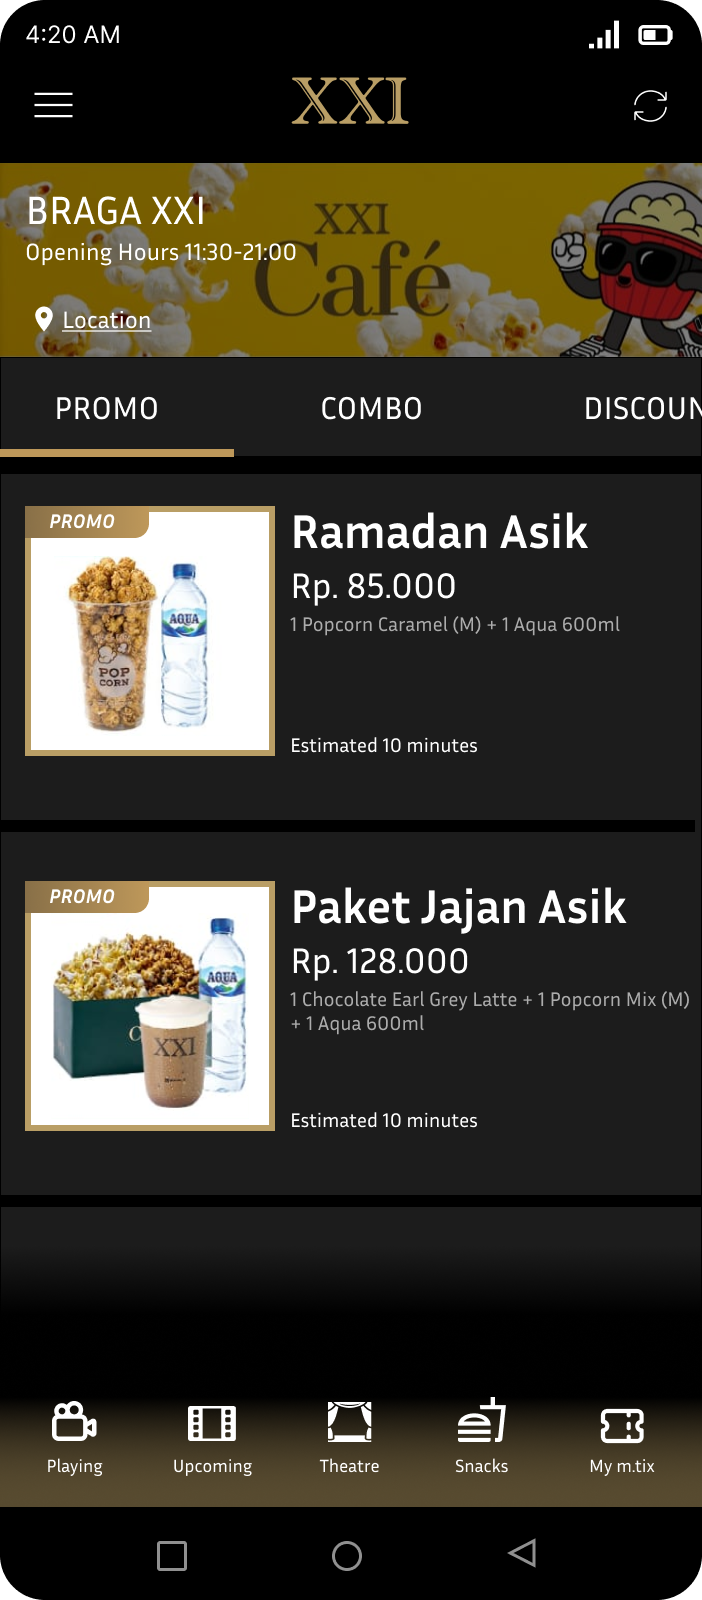 4:20 AM
XXI
BRAGA XXI
Opening Hours 11:30-21:00
XXI
Café
Location
PROMO
COMBO
DISCOUN
PROMO
Ramadan Asik
Rp. 85.000
1 Popcorn Caramel (M) + 1 Aqua 600ml
AQUA
POP
CORN
Estimated 10 minutes
PROMO
Paket Jajan Asik
Rp. 128.000
1 Chocolate Earl Grey Latte + 1 Popcorn Mix (M)
+ 1 Aqua 600ml
AQUA
XXI
Estimated 10 minutes
Playing
Upcoming
Theatre
Snacks
My m.tix